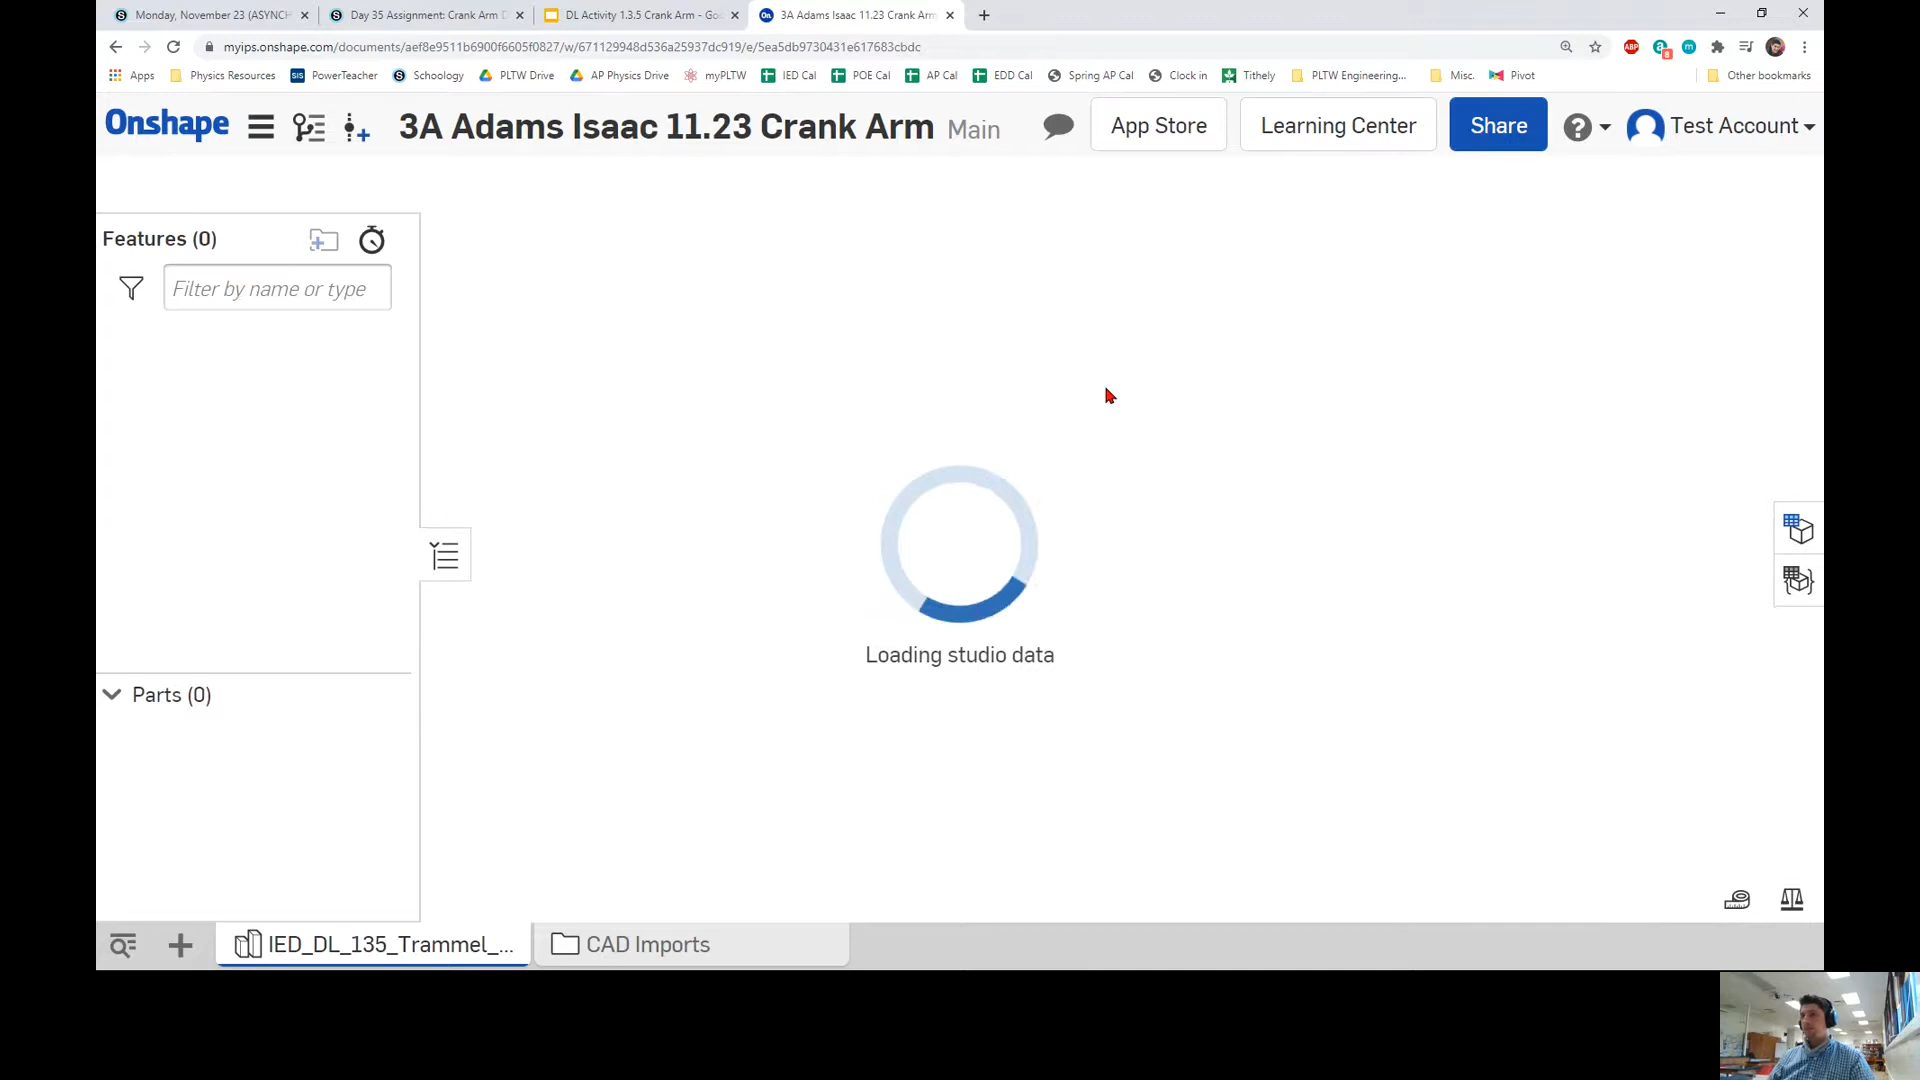 Monday, November 23 (ASYNCH
Day 35 Assignment: Crank Arm D
DL Activity 1.3.5 Crank Arm - Goo
3A Adams Isaac 11.23 Crank Arm
myips.onshape.com/documents/aef8e9511b6900f6605f0827/w/671129948d536a25937dc919/e/5ea5db9730431e617683cbdc
Apps
Physics Resources
SIS PowerTeacher
Schoology
PLTW Drive
AP Physics Drive
myPLTW
IED Cal
POE Cal
AP Cal
EDD Cal
Spring AP Cal
Clock in
Tithely
PLTW Engineering...
Misc.
Pivot
Other bookmarks
Onshape
3A Adams Isaac 11.23 Crank Arm Main
App Store
Learning Center
Share
Test Account
Features (0)
Filter by name or type
Loading studio data
Parts (0)
IED_DL_135_Trammel_...
CAD Imports